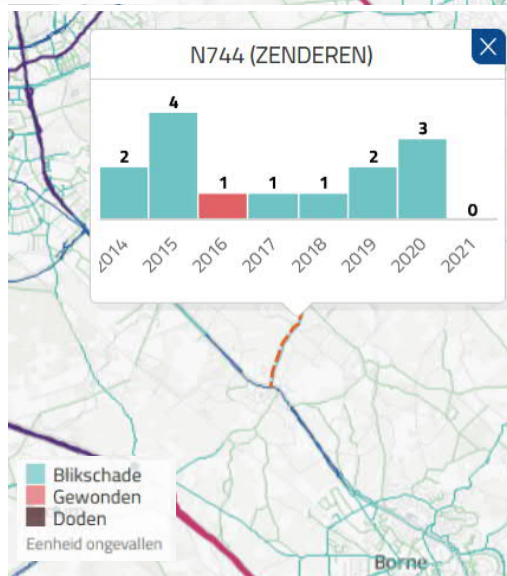 N744 (ZENDEREN)
2
4
1
1
1
2
3
0
2014
2015
2016
2017
2018
2019
2020
2021
Blikschade
Gewonden
Doden
Eenheid ongevallen
Borne